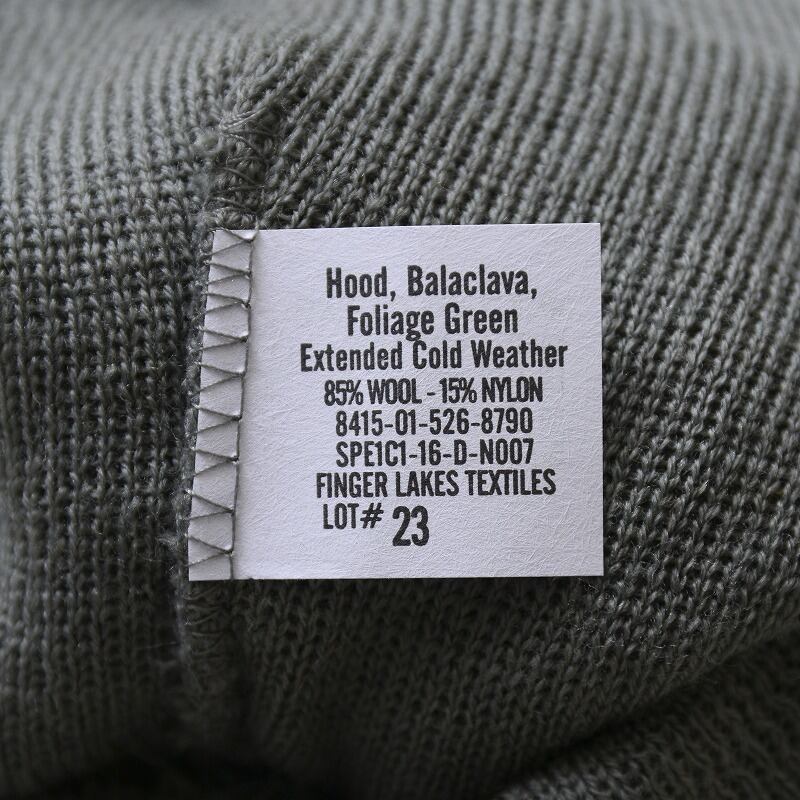 Hood, Balaclava,
Foliage Green
Extended Cold Weather
85% WOOL - 15% NYLON
8415-01-526-8790
SPE1C1-16-D-N007
FINGER LAKES TEXTILES
LOT# 23